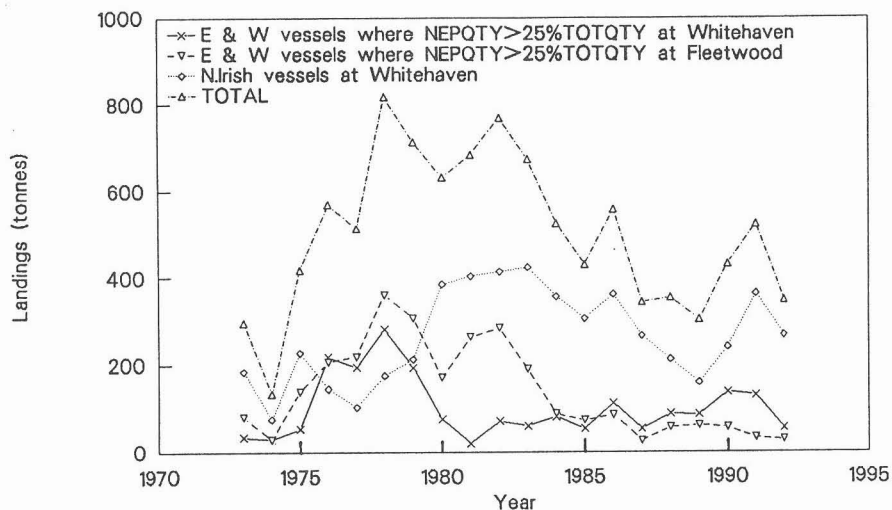 1000
E & W vessels where NEPQTY>25%TOTQTY at Whitehaven
E & W vessels where NEPQTY>25%TOTQTY at Fleetwood
N.Irish vessels at Whitehaven
TOTAL
800
600
400
200
0
Landings (tonnes)
1970 1975 1980 1985 1990 1995
Year